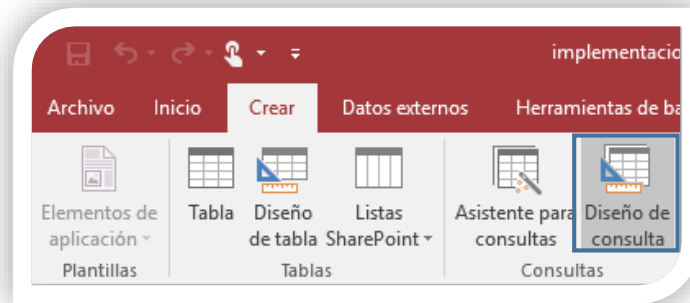 implementacio
Archivo Inicio Crear Datos externos Herramientas de ba
Elementos de aplicación
Tabla
Diseño de tabla
Listas SharePoint
Asistente para consultas
Diseño de consulta
Plantillas Tablas Consultas